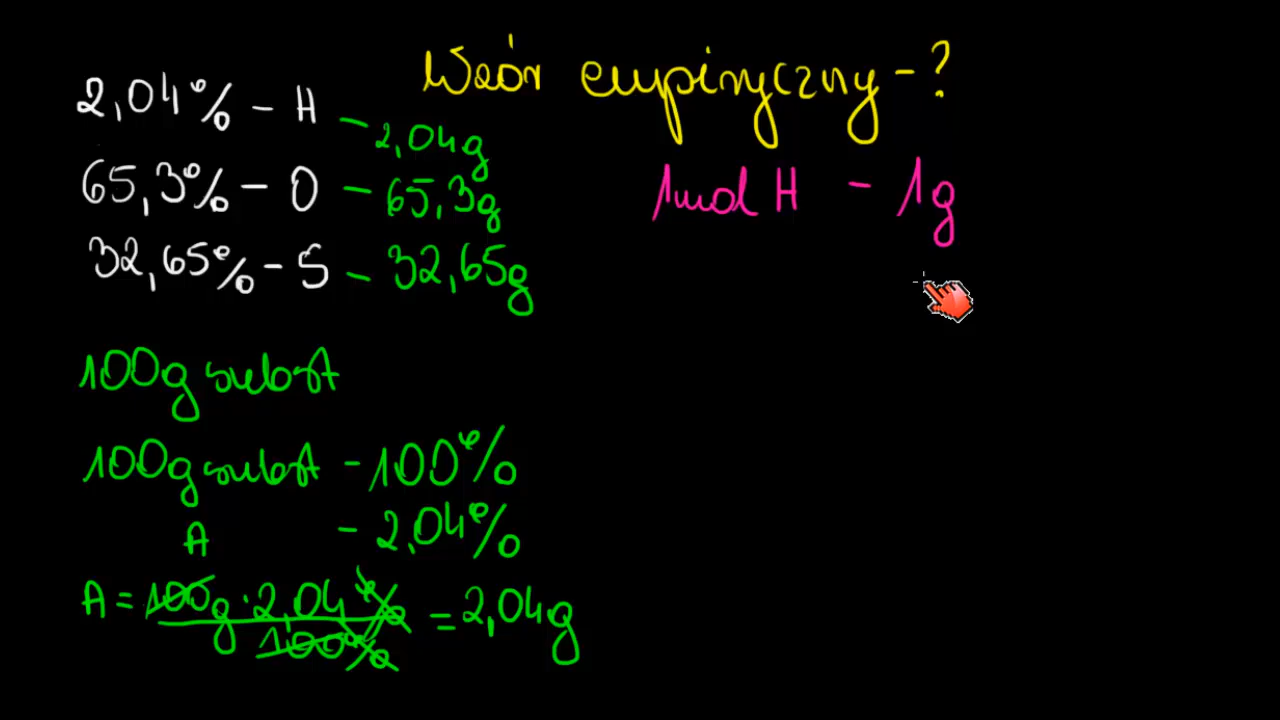 Wzór empiryczny - ?
2,04% - H - 2,04g
65,3% - O - 65,3g
32,65% - S - 32,65g
1mol H - 1g
100g subst
100g subst - 100%
A - 2,04%
A = 100g · 2,04% / 100% = 2,04g